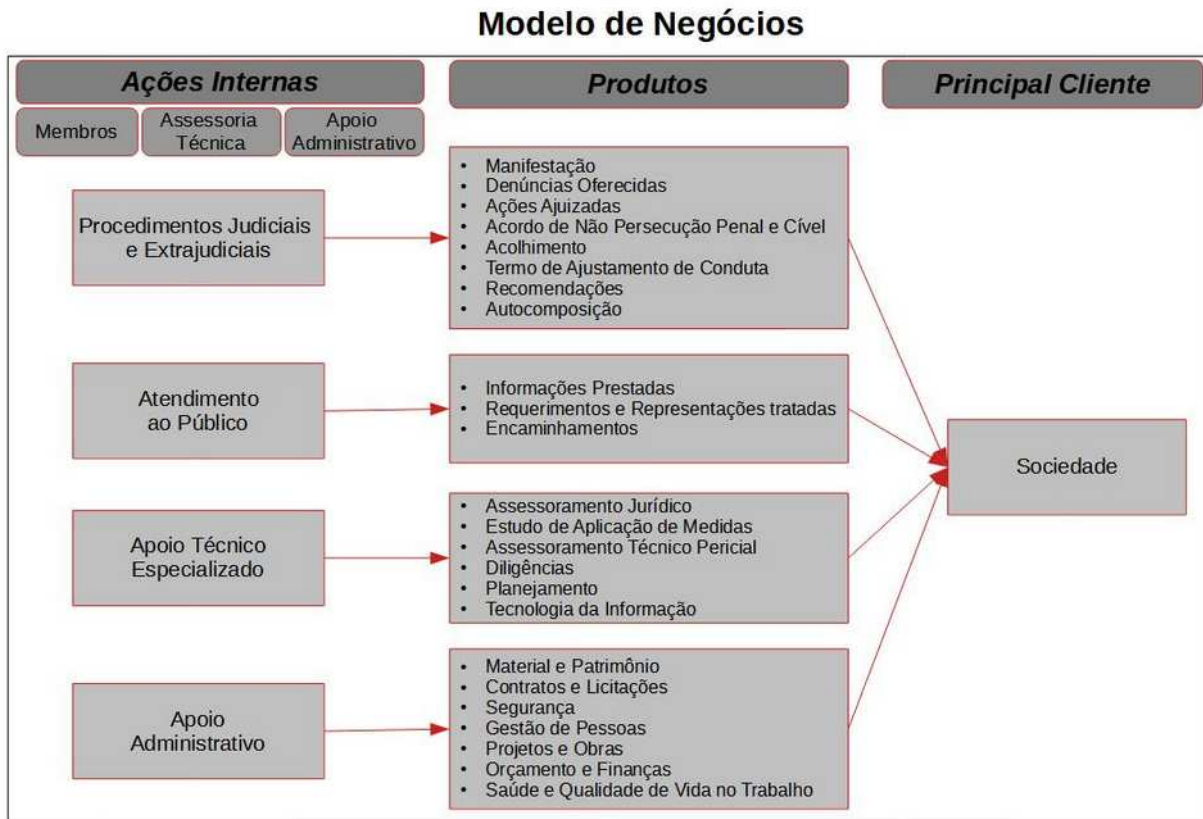 Modelo de Negócios
Ações Internas
Produtos
Principal Cliente
Membros
Assessoria
Técnica
Apoio
Administrativo
Procedimentos Judiciais
e Extrajudiciais
• Manifestação
• Denúncias Oferecidas
• Ações Ajuizadas
• Acordo de Não Persecução Penal e Cível
• Acolhimento
• Termo de Ajustamento de Conduta
• Recomendações
• Autocomposição
Atendimento
ao Público
• Informações Prestadas
• Requerimentos e Representações tratadas
• Encaminhamentos
Sociedade
Apoio Técnico
Especializado
• Assessoramento Jurídico
• Estudo de Aplicação de Medidas
• Assessoramento Técnico Pericial
• Diligências
• Planejamento
• Tecnologia da Informação
Apoio
Administrativo
• Material e Patrimônio
• Contratos e Licitações
• Segurança
• Gestão de Pessoas
• Projetos e Obras
• Orçamento e Finanças
• Saúde e Qualidade de Vida no Trabalho